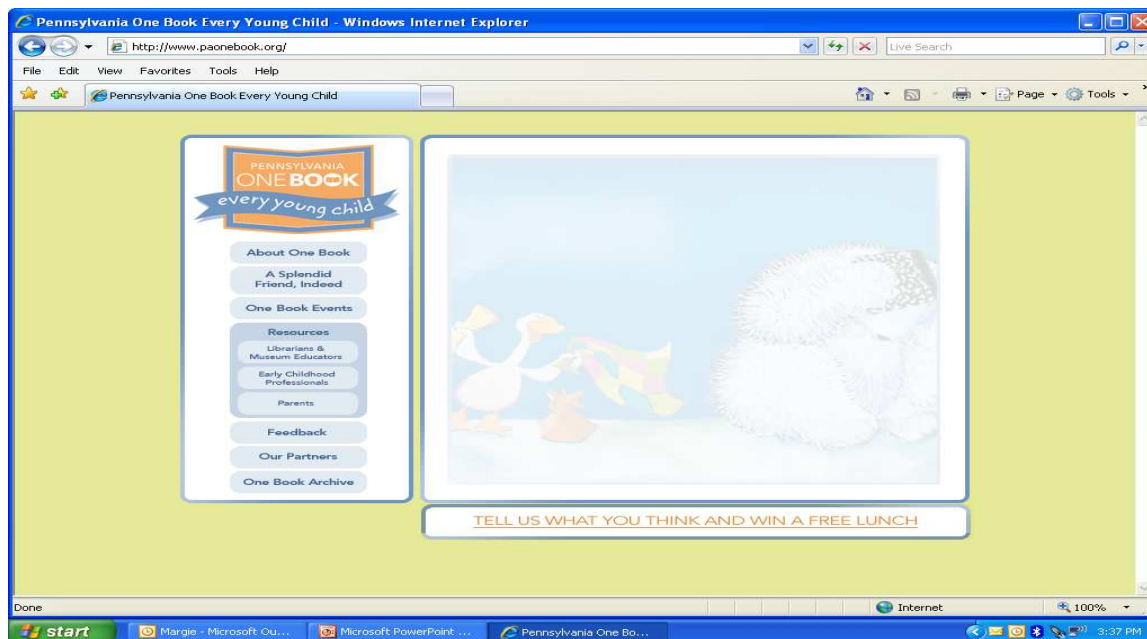 Pennsylvania One Book Every Young Child - Windows Internet Explorer
http://www.paonebook.org/
Live Search
File Edit View Favorites Tools Help
Pennsylvania One Book Every Young Child
Page Tools
PENNSYLVANIA
ONE BOOK
every young child
About One Book
A Splendid
Friend, Indeed
One Book Events
Resources
Librarians &
Museum Educators
Early Childhood
Professionals
Parents
Feedback
Our Partners
One Book Archive
TELL US WHAT YOU THINK AND WIN A FREE LUNCH
Done
Internet
100%
start
Margie - Microsoft Ou...
Microsoft PowerPoint ...
Pennsylvania One Bo...
3:37 PM